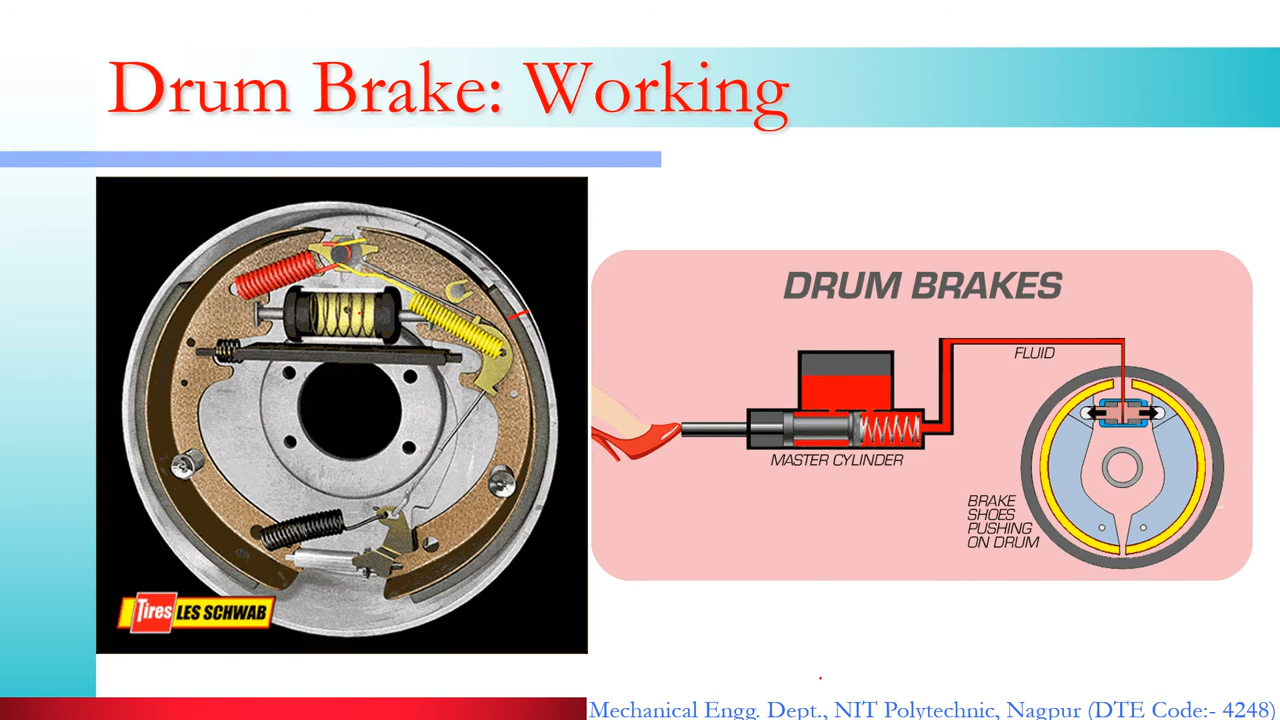 Drum Brake: Working
DRUM BRAKES
FLUID
MASTER CYLINDER
BRAKE
SHOES
PUSHING
ON DRUM
Tires LES SCHWAB
Mechanical Engg. Dept., NIT Polytechnic, Nagpur (DTE Code:- 4248)